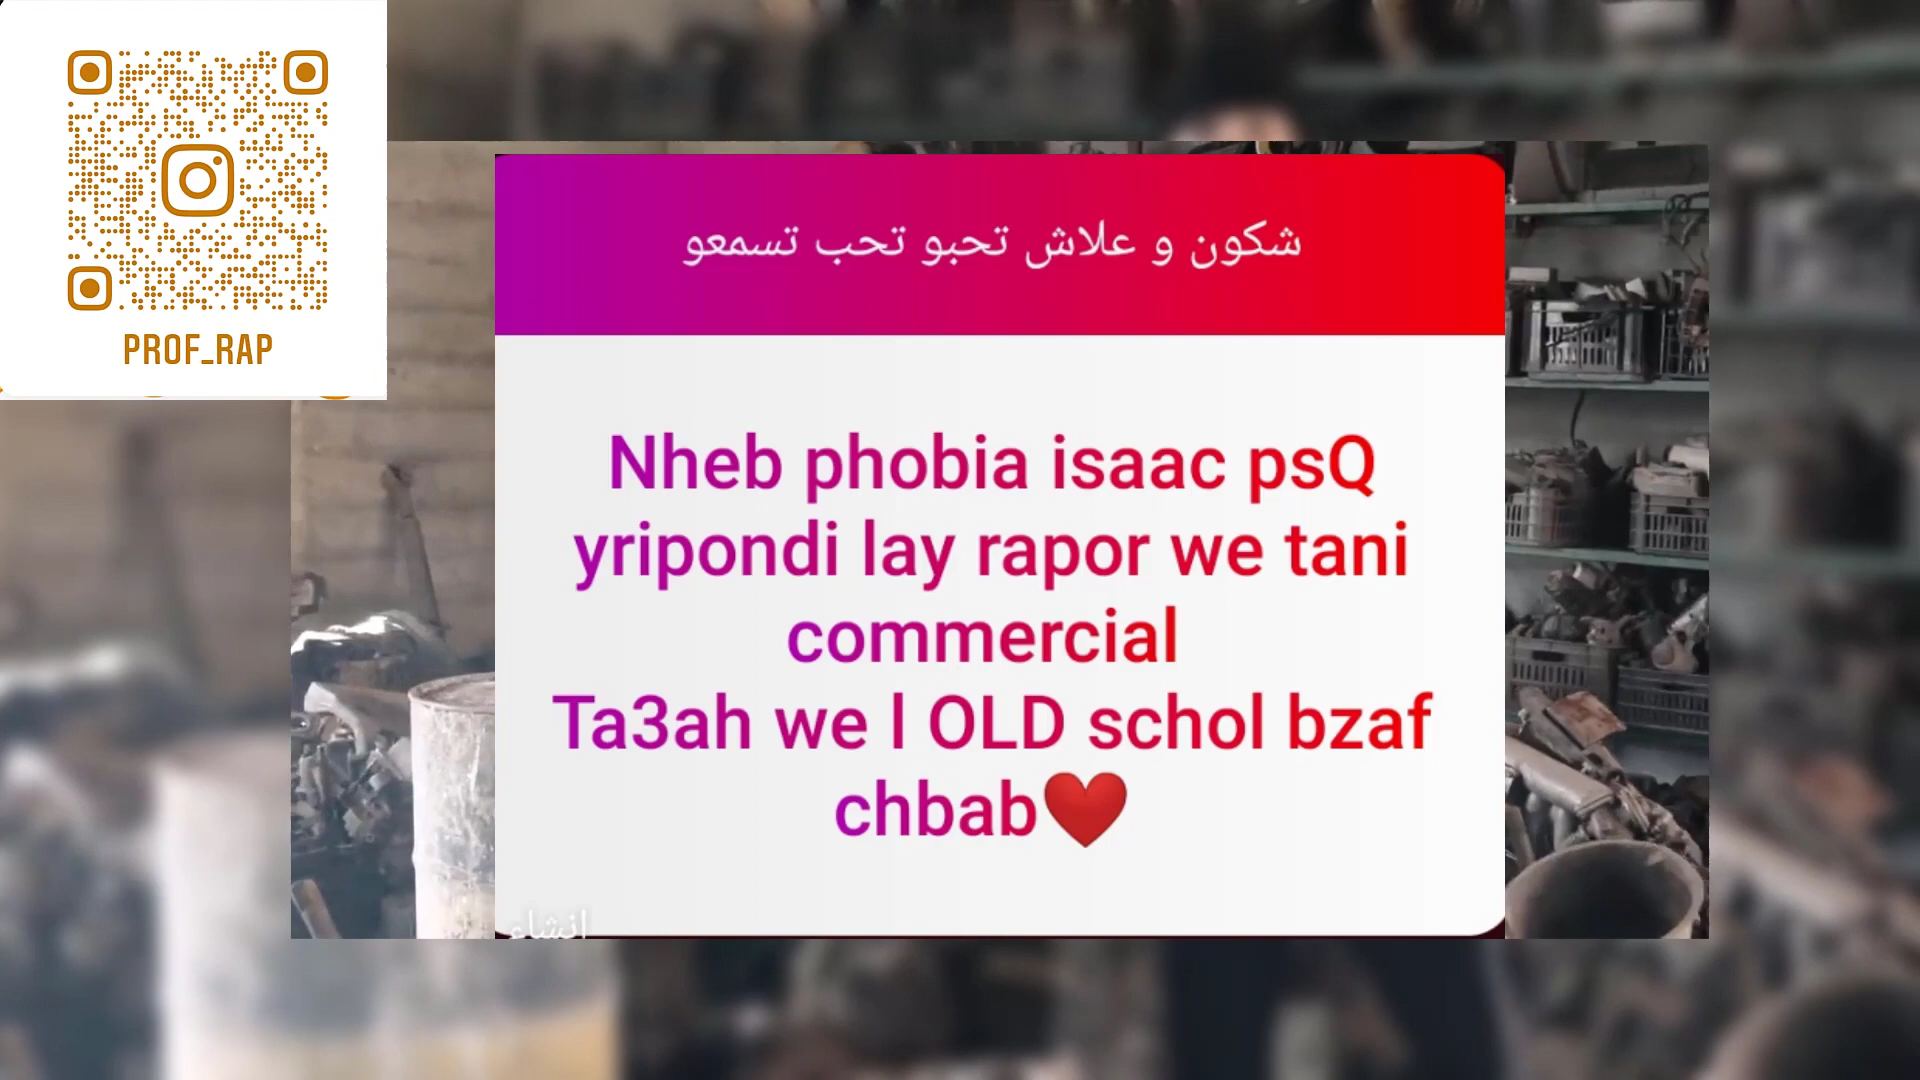 PROF_RAP
شكون و علاش تحبو تحب تسمعو
Nheb phobia isaac psQ
yripondi lay rapor we tani
commercial
Ta3ah we l OLD schol bzaf
chbab❤️
إنشاء